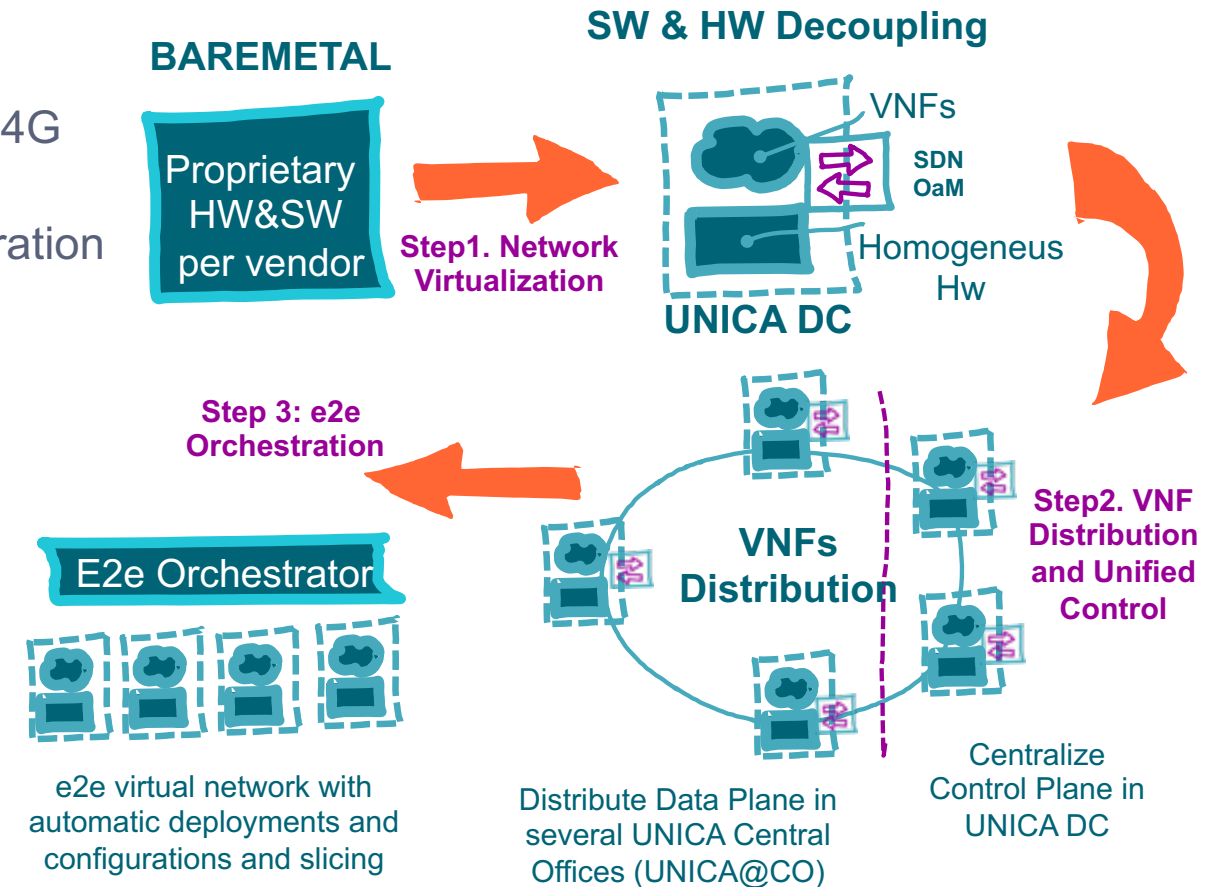 SW & HW Decoupling
BAREMETAL
4G
ration
Proprietary
HW&SW
per vendor
Step1. Network
Virtualization
VNFs
SDN
OaM
Homogeneus
Hw
UNICA DC
Step 3: e2e
Orchestration
VNFs
Distribution
Step2. VNF
Distribution
and Unified
Control
E2e Orchestrator
e2e virtual network with
automatic deployments and
configurations and slicing
Distribute Data Plane in
several UNICA Central
Offices (UNICA@CO)
Centralize
Control Plane in
UNICA DC